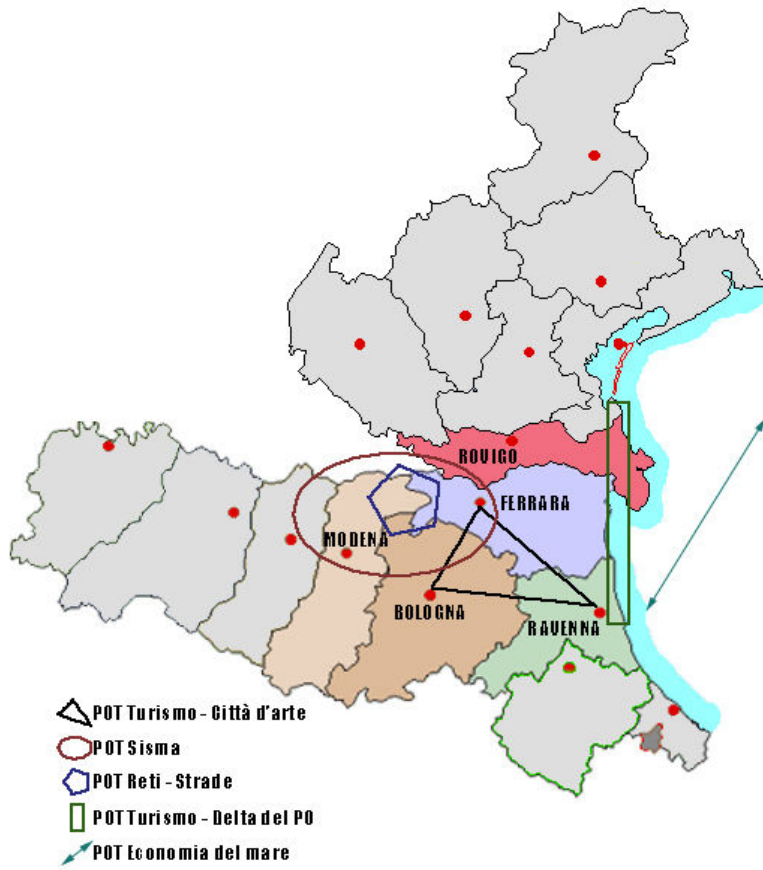 ROVIGO
FERRARA
MODENA
BOLOGNA
RAVENNA
POT Turismo - Città d'arte
POT Sisma
POT Reti - Strade
POT Turismo - Delta del PO
POT Economia del mare